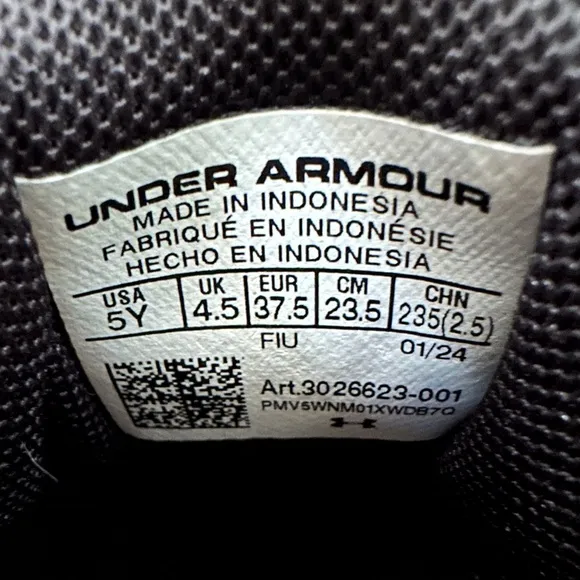 UNDER ARMOUR
MADE IN INDONESIA
FABRIQUÉ EN INDONÉSIE
HECHO EN INDONESIA
USA UK EUR CM CHN
5Y 4.5 37.5 23.5 235(2.5)
FIU 01/24
Art.3026623-001
PMV5WNM01XWDB7Q